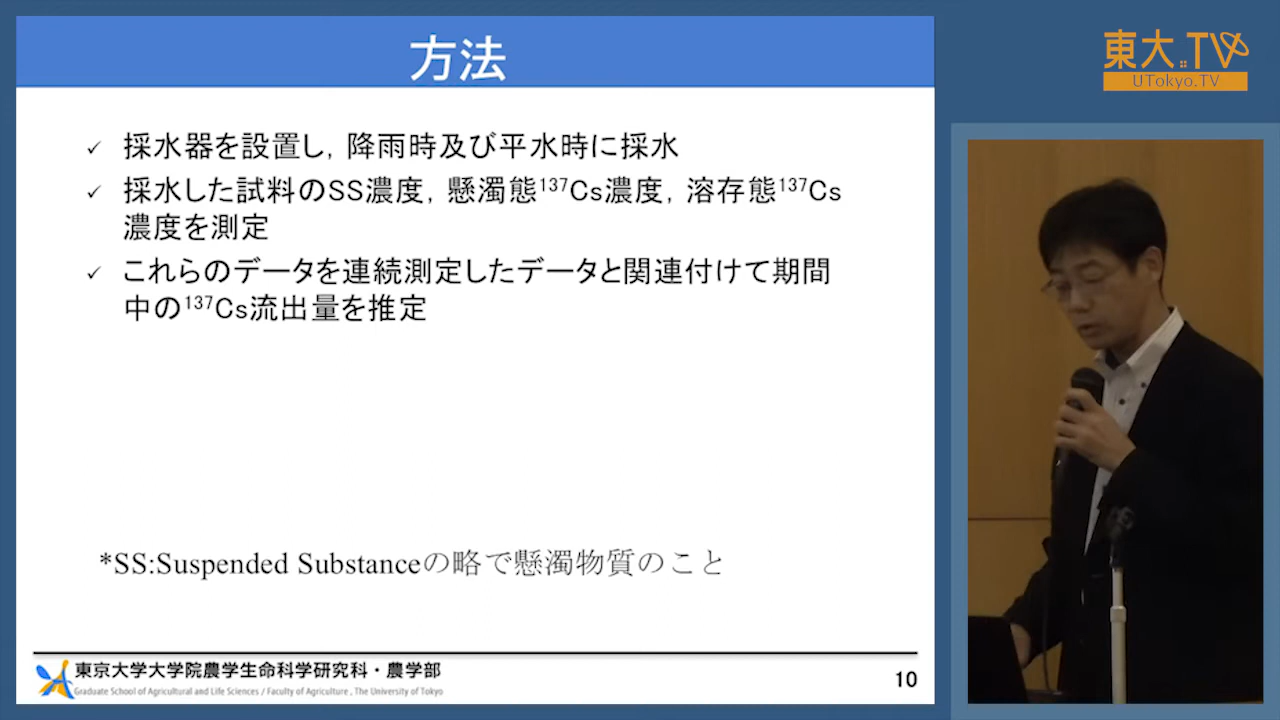 方法
採水器を設置し，降雨時及び平水時に採水
採水した試料のSS濃度，懸濁態¹³⁷Cs濃度，溶存態¹³⁷Cs
濃度を測定
これらのデータを連続測定したデータと関連付けて期間
中の¹³⁷Cs流出量を推定
*SS:Suspended Substanceの略で懸濁物質のこと
東京大学大学院農学生命科学研究科・農学部
Graduate School of Agricultural and Life Sciences / Faculty of Agriculture , The University of Tokyo
10
東大.TV
UTokyo.TV